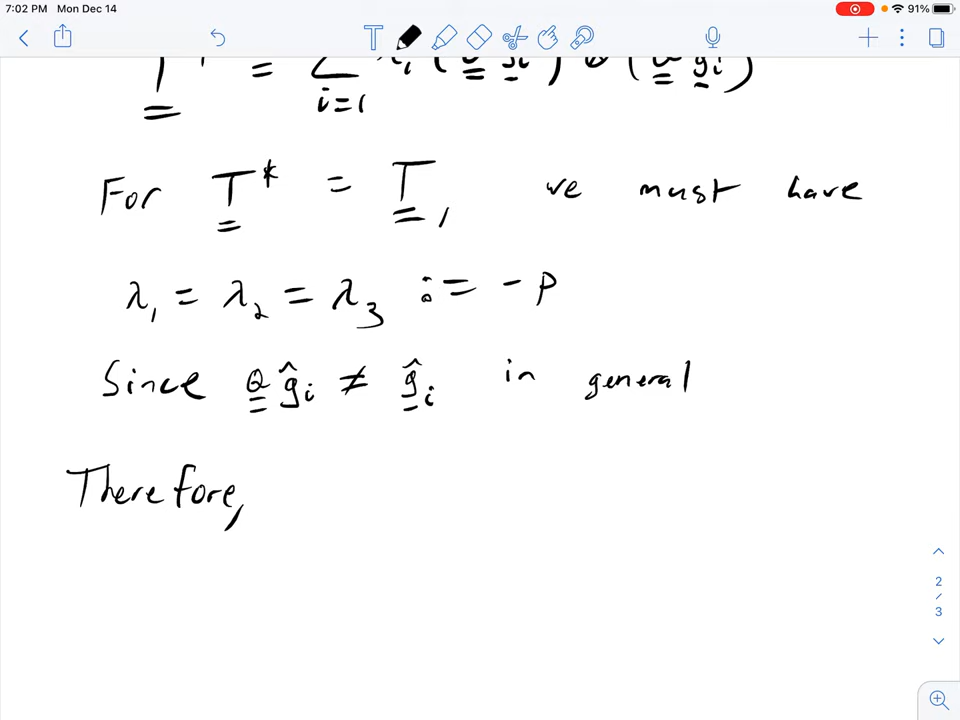 7:02 PM Mon Dec 14 91%
T
For T* = T, we must have
λ₁ = λ₂ = λ₃ := -p
Since Q ĝᵢ ≠ ĝᵢ in general
Therefore,
2
/
3